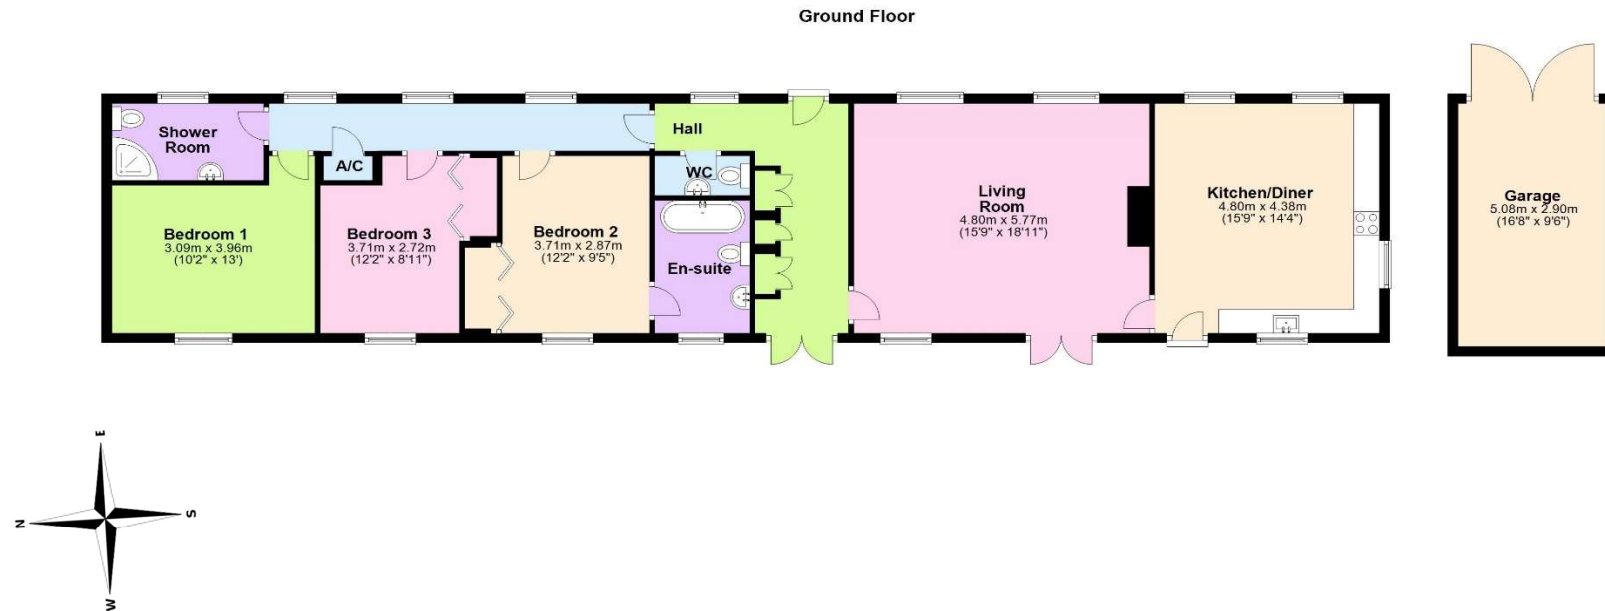 Ground Floor
Shower
Room
A/C
Hall
WC
Bedroom 1
3.09m x 3.96m
(10'2" x 13')
Bedroom 3
3.71m x 2.72m
(12'2" x 8'11")
Bedroom 2
3.71m x 2.87m
(12'2" x 9'5")
En-suite
Living
Room
4.80m x 5.77m
(15'9" x 18'11")
Kitchen/Diner
4.80m x 4.38m
(15'9" x 14'4")
Garage
5.08m x 2.90m
(16'8" x 9'6")
E
N
S
W